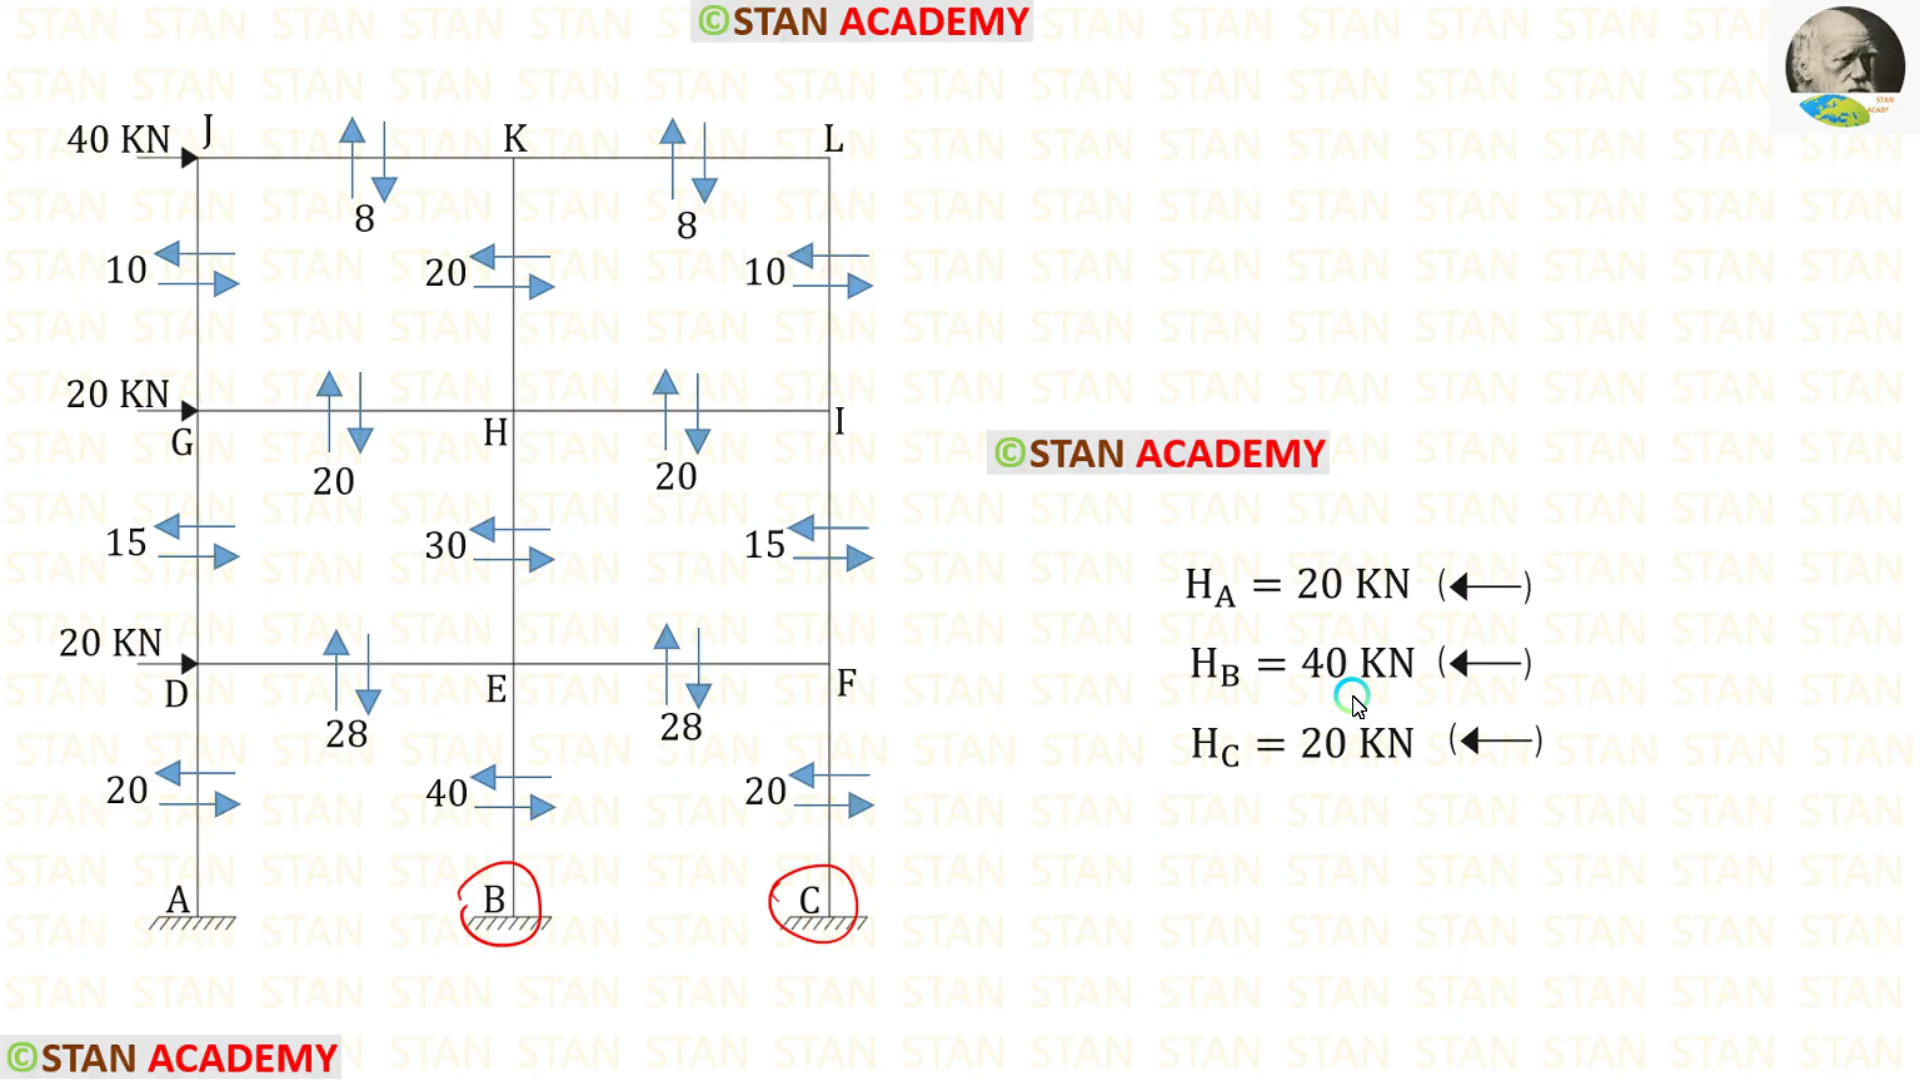 ©STAN ACADEMY
40 KN J K L
8 8
10 20 10
20 KN
G H I
20 20
15 30 15
20 KN
D E F
28 28
20 40 20
A B C
©STAN ACADEMY
H_A = 20 KN (←)
H_B = 40 KN (←)
H_C = 20 KN (←)
©STAN ACADEMY
STAN